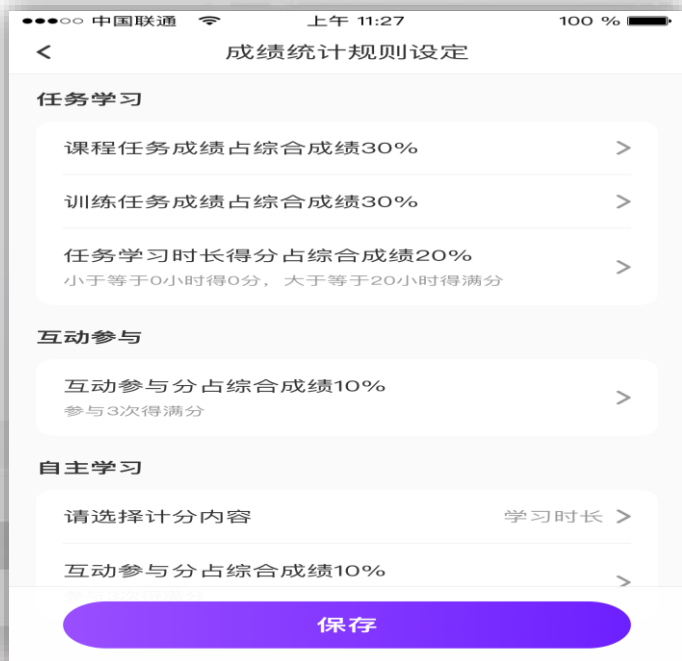 中国联通 上午 11:27 100 %
成绩统计规则设定
任务学习
课程任务成绩占综合成绩30%
训练任务成绩占综合成绩30%
任务学习时长得分占综合成绩20%
小于等于0小时得0分，大于等于20小时得满分
互动参与
互动参与分占综合成绩10%
参与3次得满分
自主学习
请选择计分内容 学习时长
互动参与分占综合成绩10%
保存